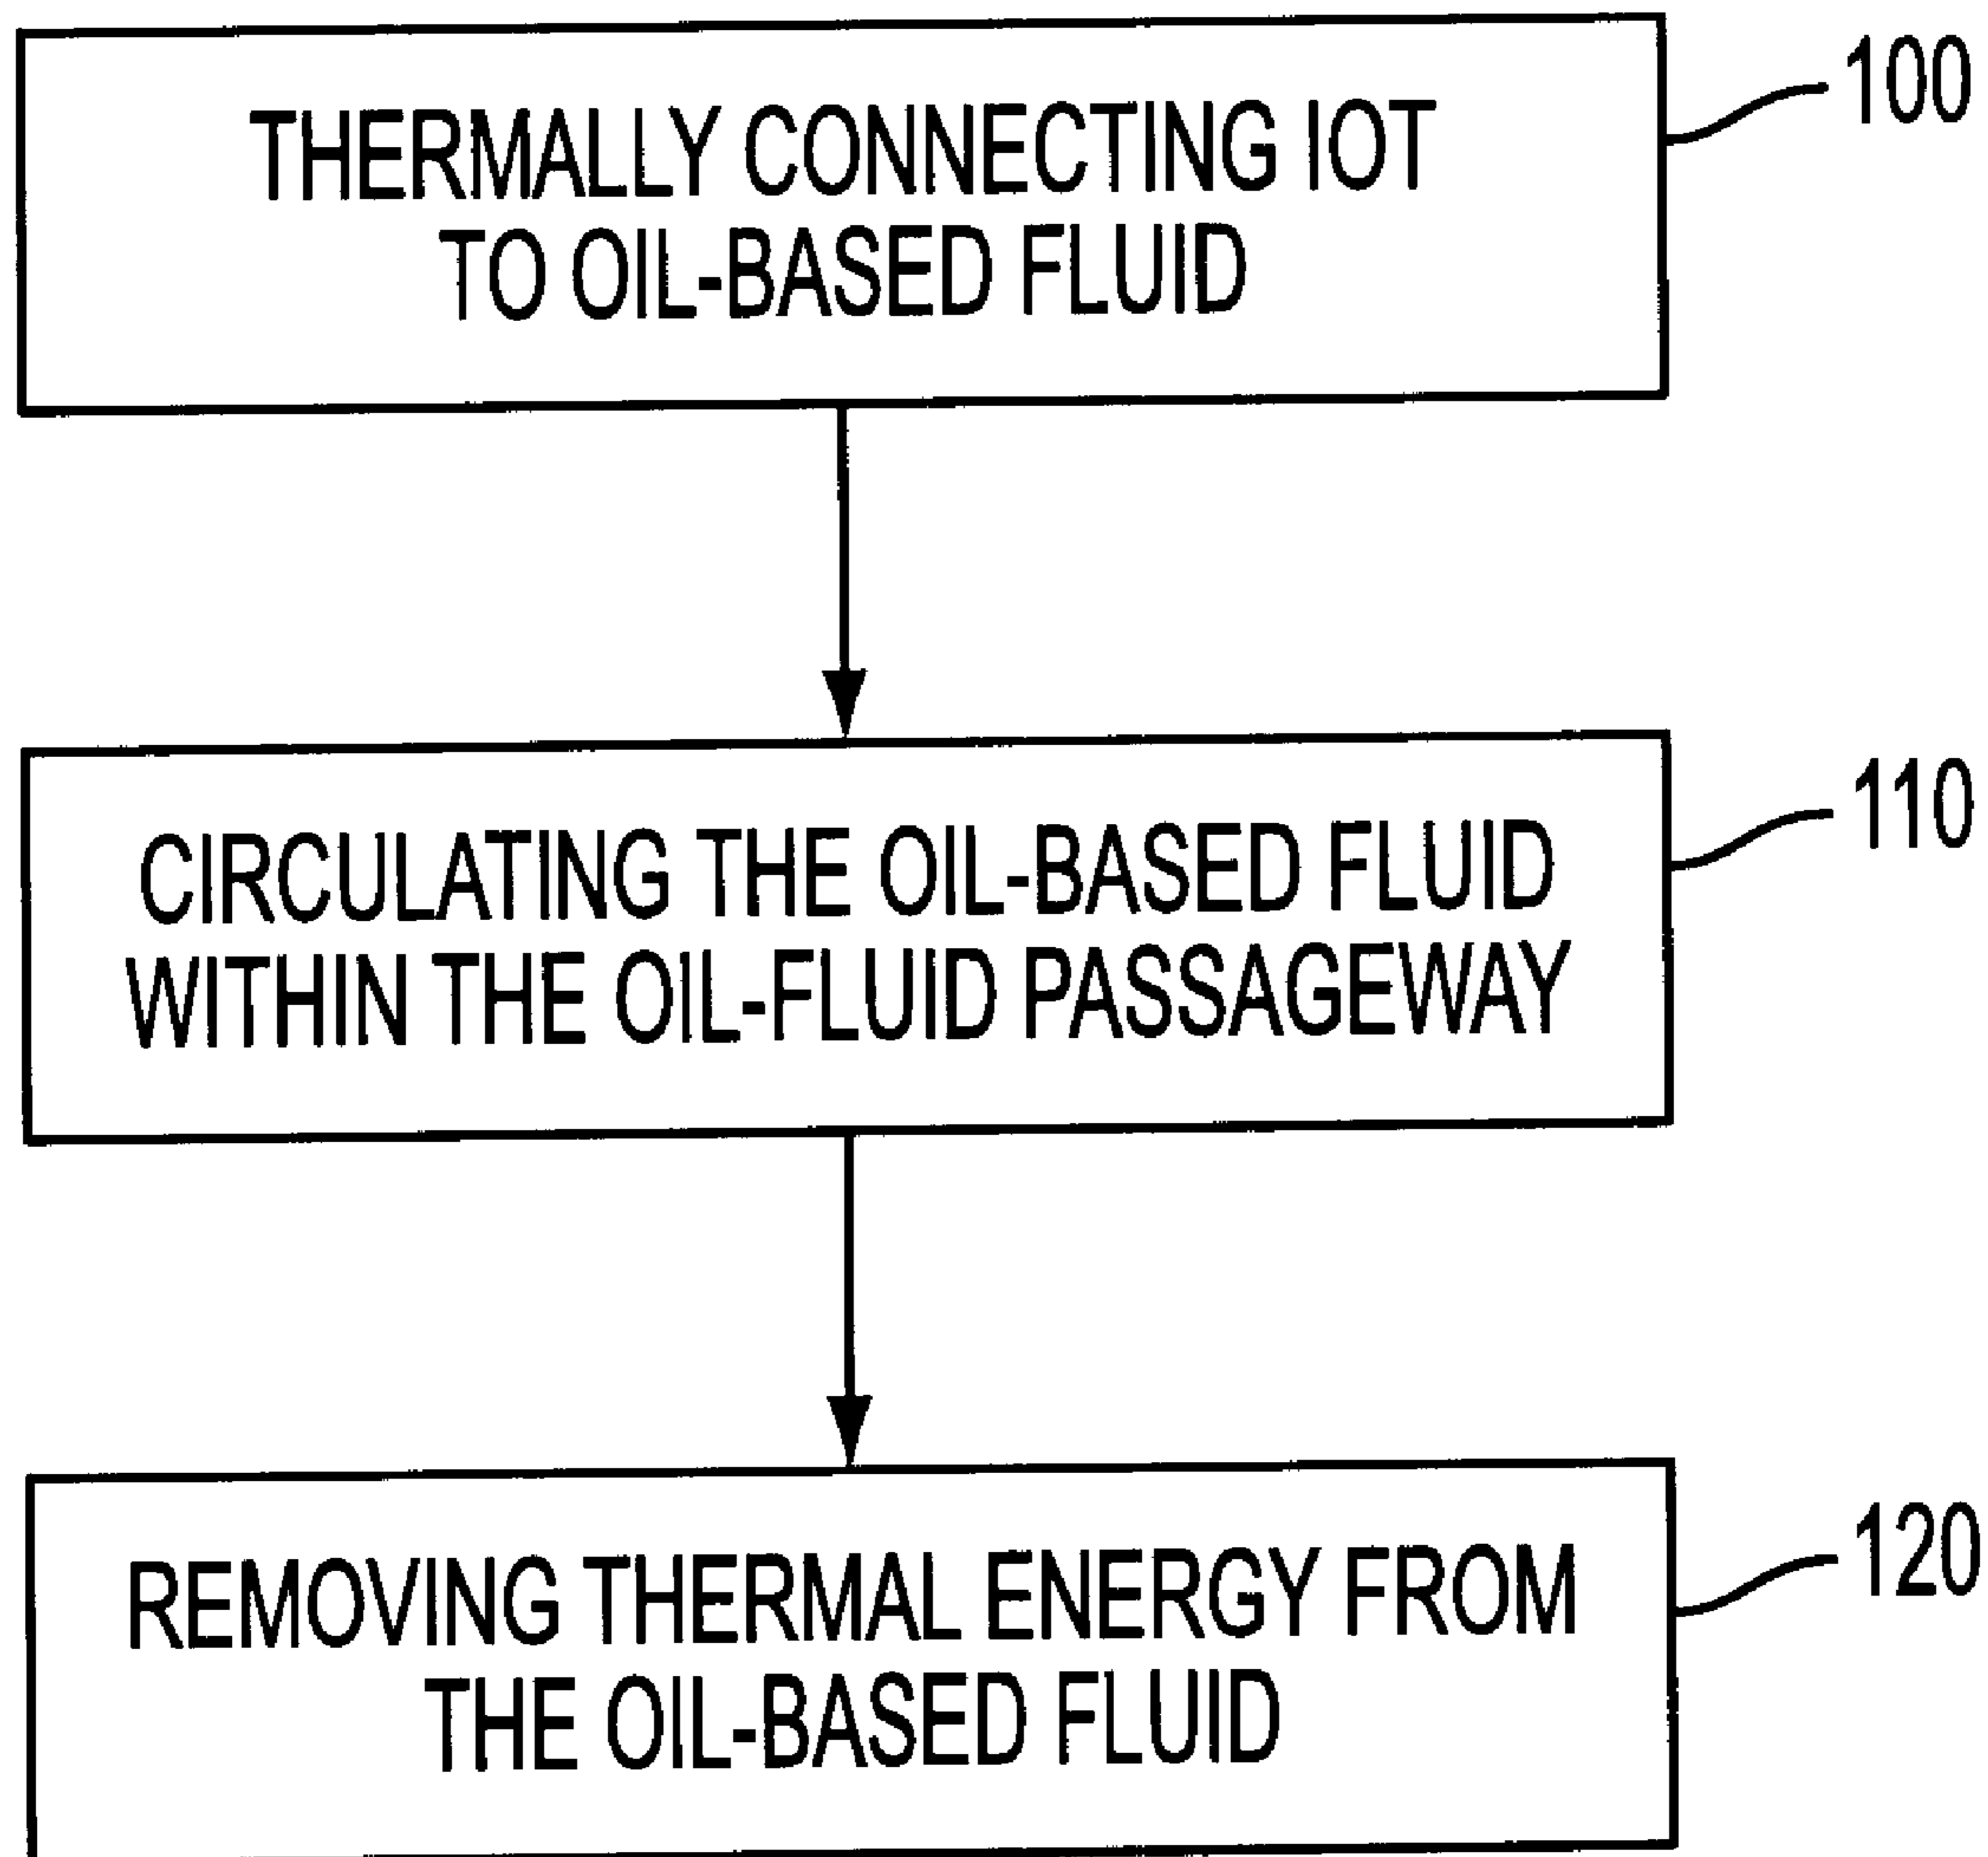 THERMALLY CONNECTING IOT
TO OIL-BASED FLUID
100
CIRCULATING THE OIL-BASED FLUID
WITHIN THE OIL-FLUID PASSAGEWAY
110
REMOVING THERMAL ENERGY FROM
THE OIL-BASED FLUID
120